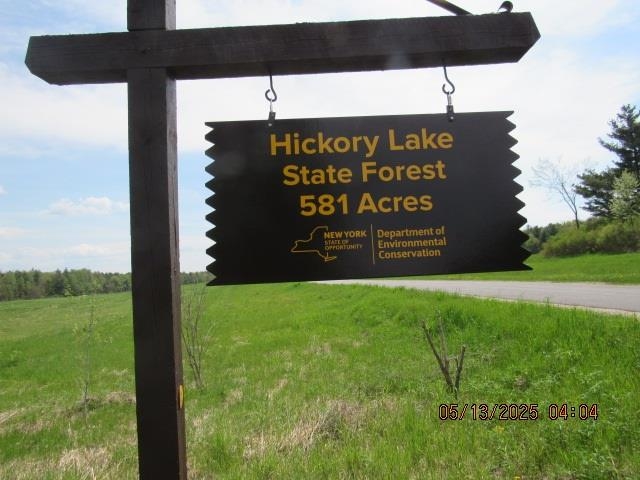 Hickory Lake
State Forest
581 Acres
NEW YORK
STATE OF
OPPORTUNITY
Department of
Environmental
Conservation
05/13/2025 04:04